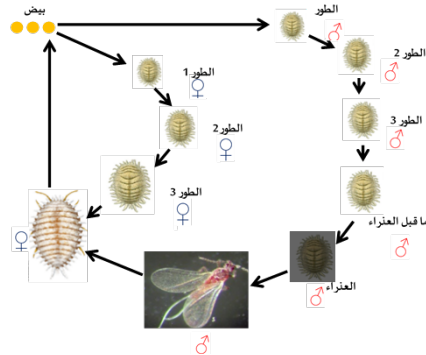 بيض
الطور
الطور 2
الطور 3
ما قبل العذراء
العذراء
الطور 1
الطور 2
الطور 3